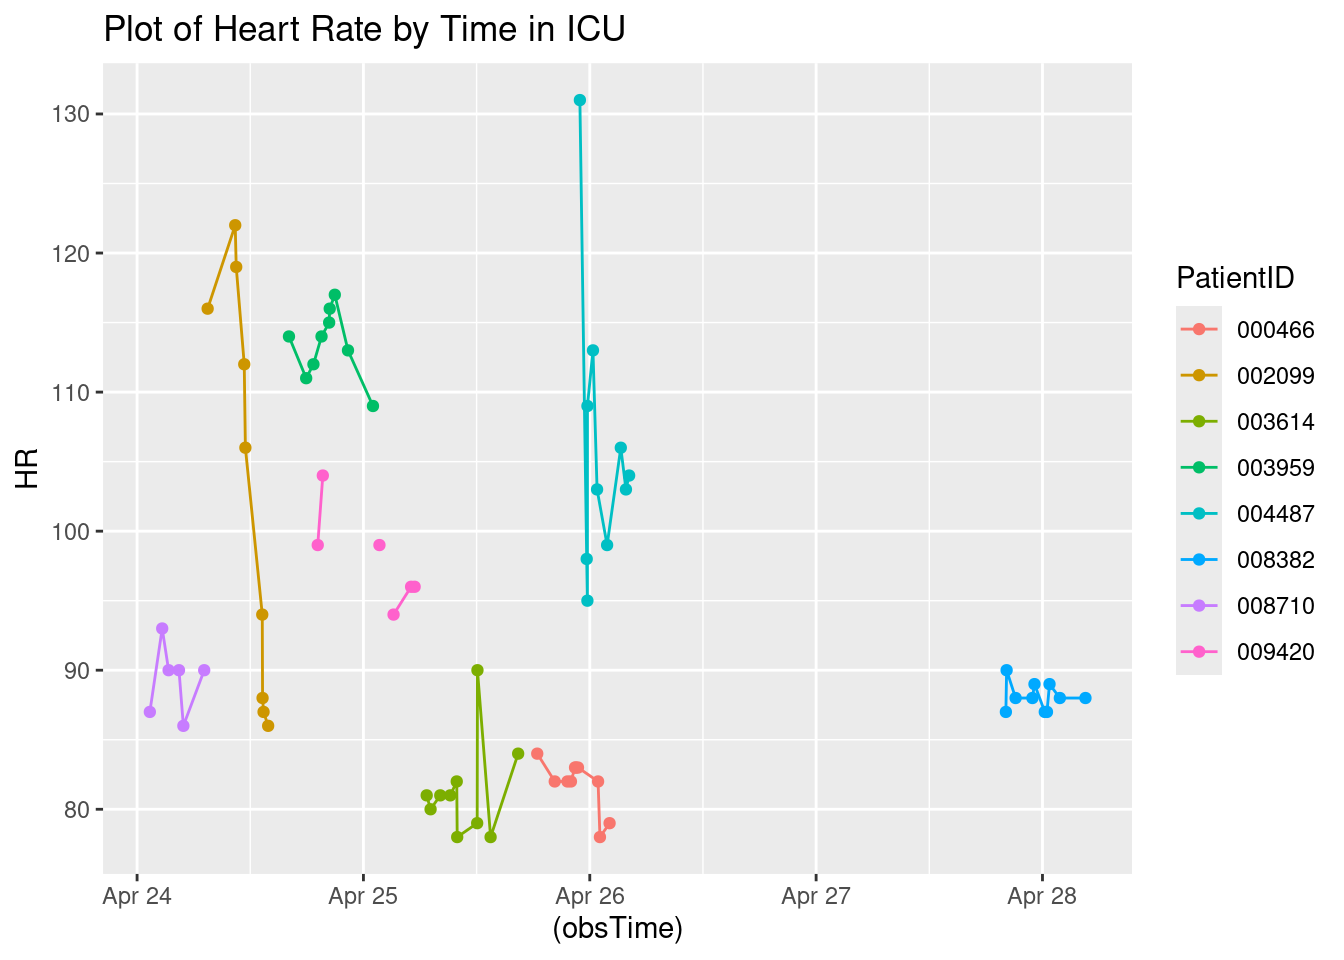 Plot of Heart Rate by Time in ICU
HR
130
120
110
100
90
80
Apr 24
Apr 25
Apr 26
Apr 27
Apr 28
(obsTime)
PatientID
000466
002099
003614
003959
004487
008382
008710
009420